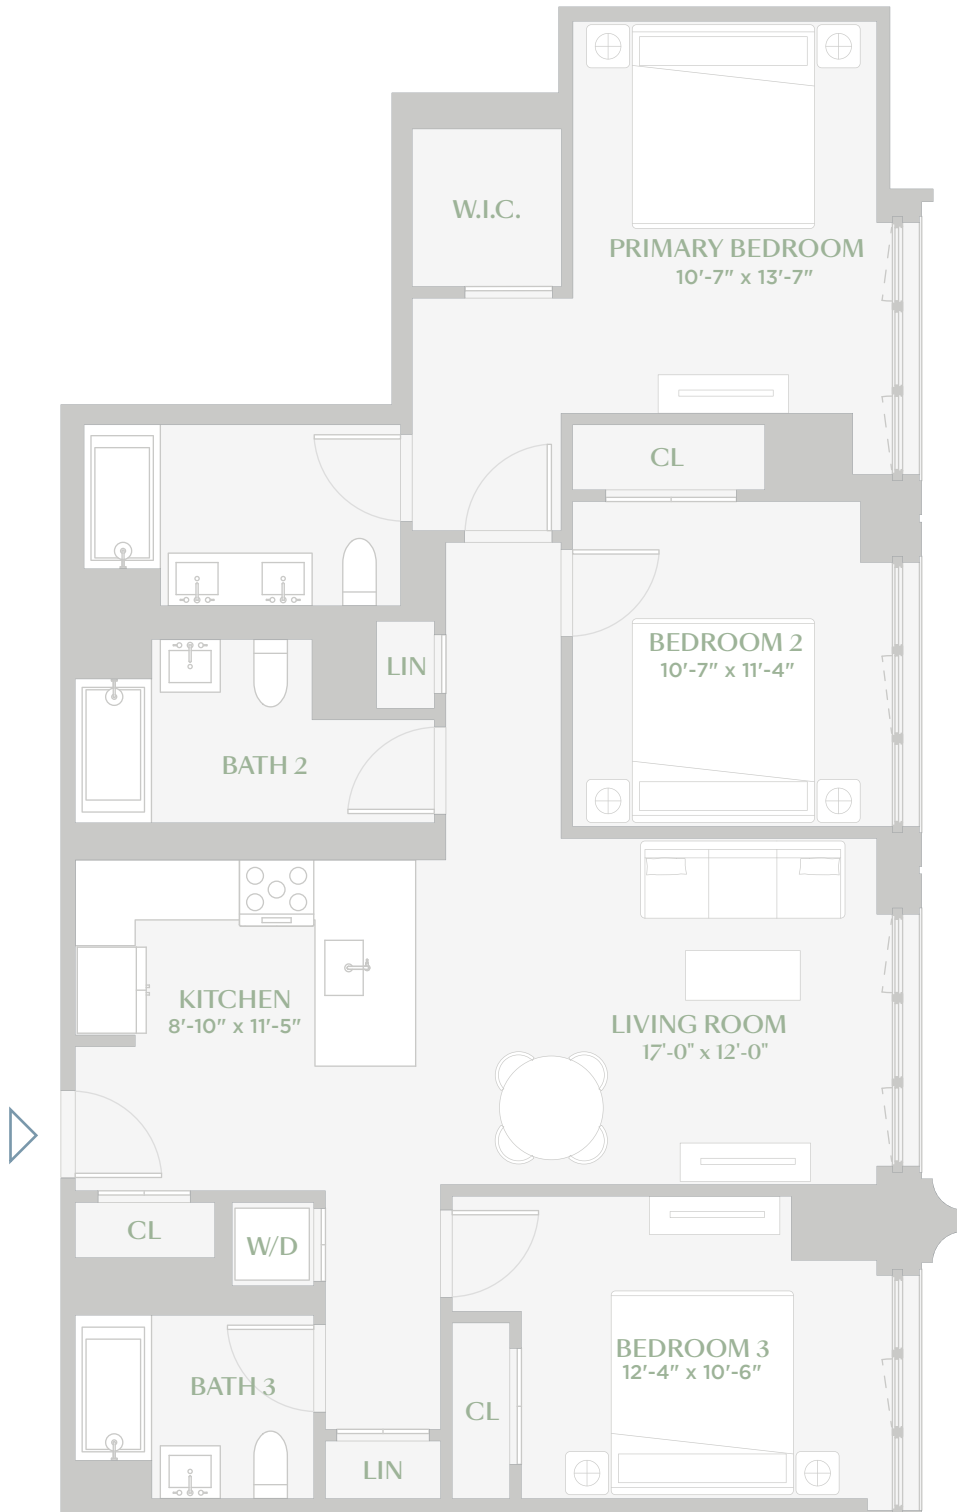 W.I.C.
PRIMARY BEDROOM
10'-7" x 13'-7"
CL
BEDROOM 2
10'-7" x 11'-4"
LIN
BATH 2
KITCHEN
8'-10" x 11'-5"
LIVING ROOM
17'-0" x 12'-0"
CL
W/D
BEDROOM 3
12'-4" x 10'-6"
BATH 3
CL
LIN